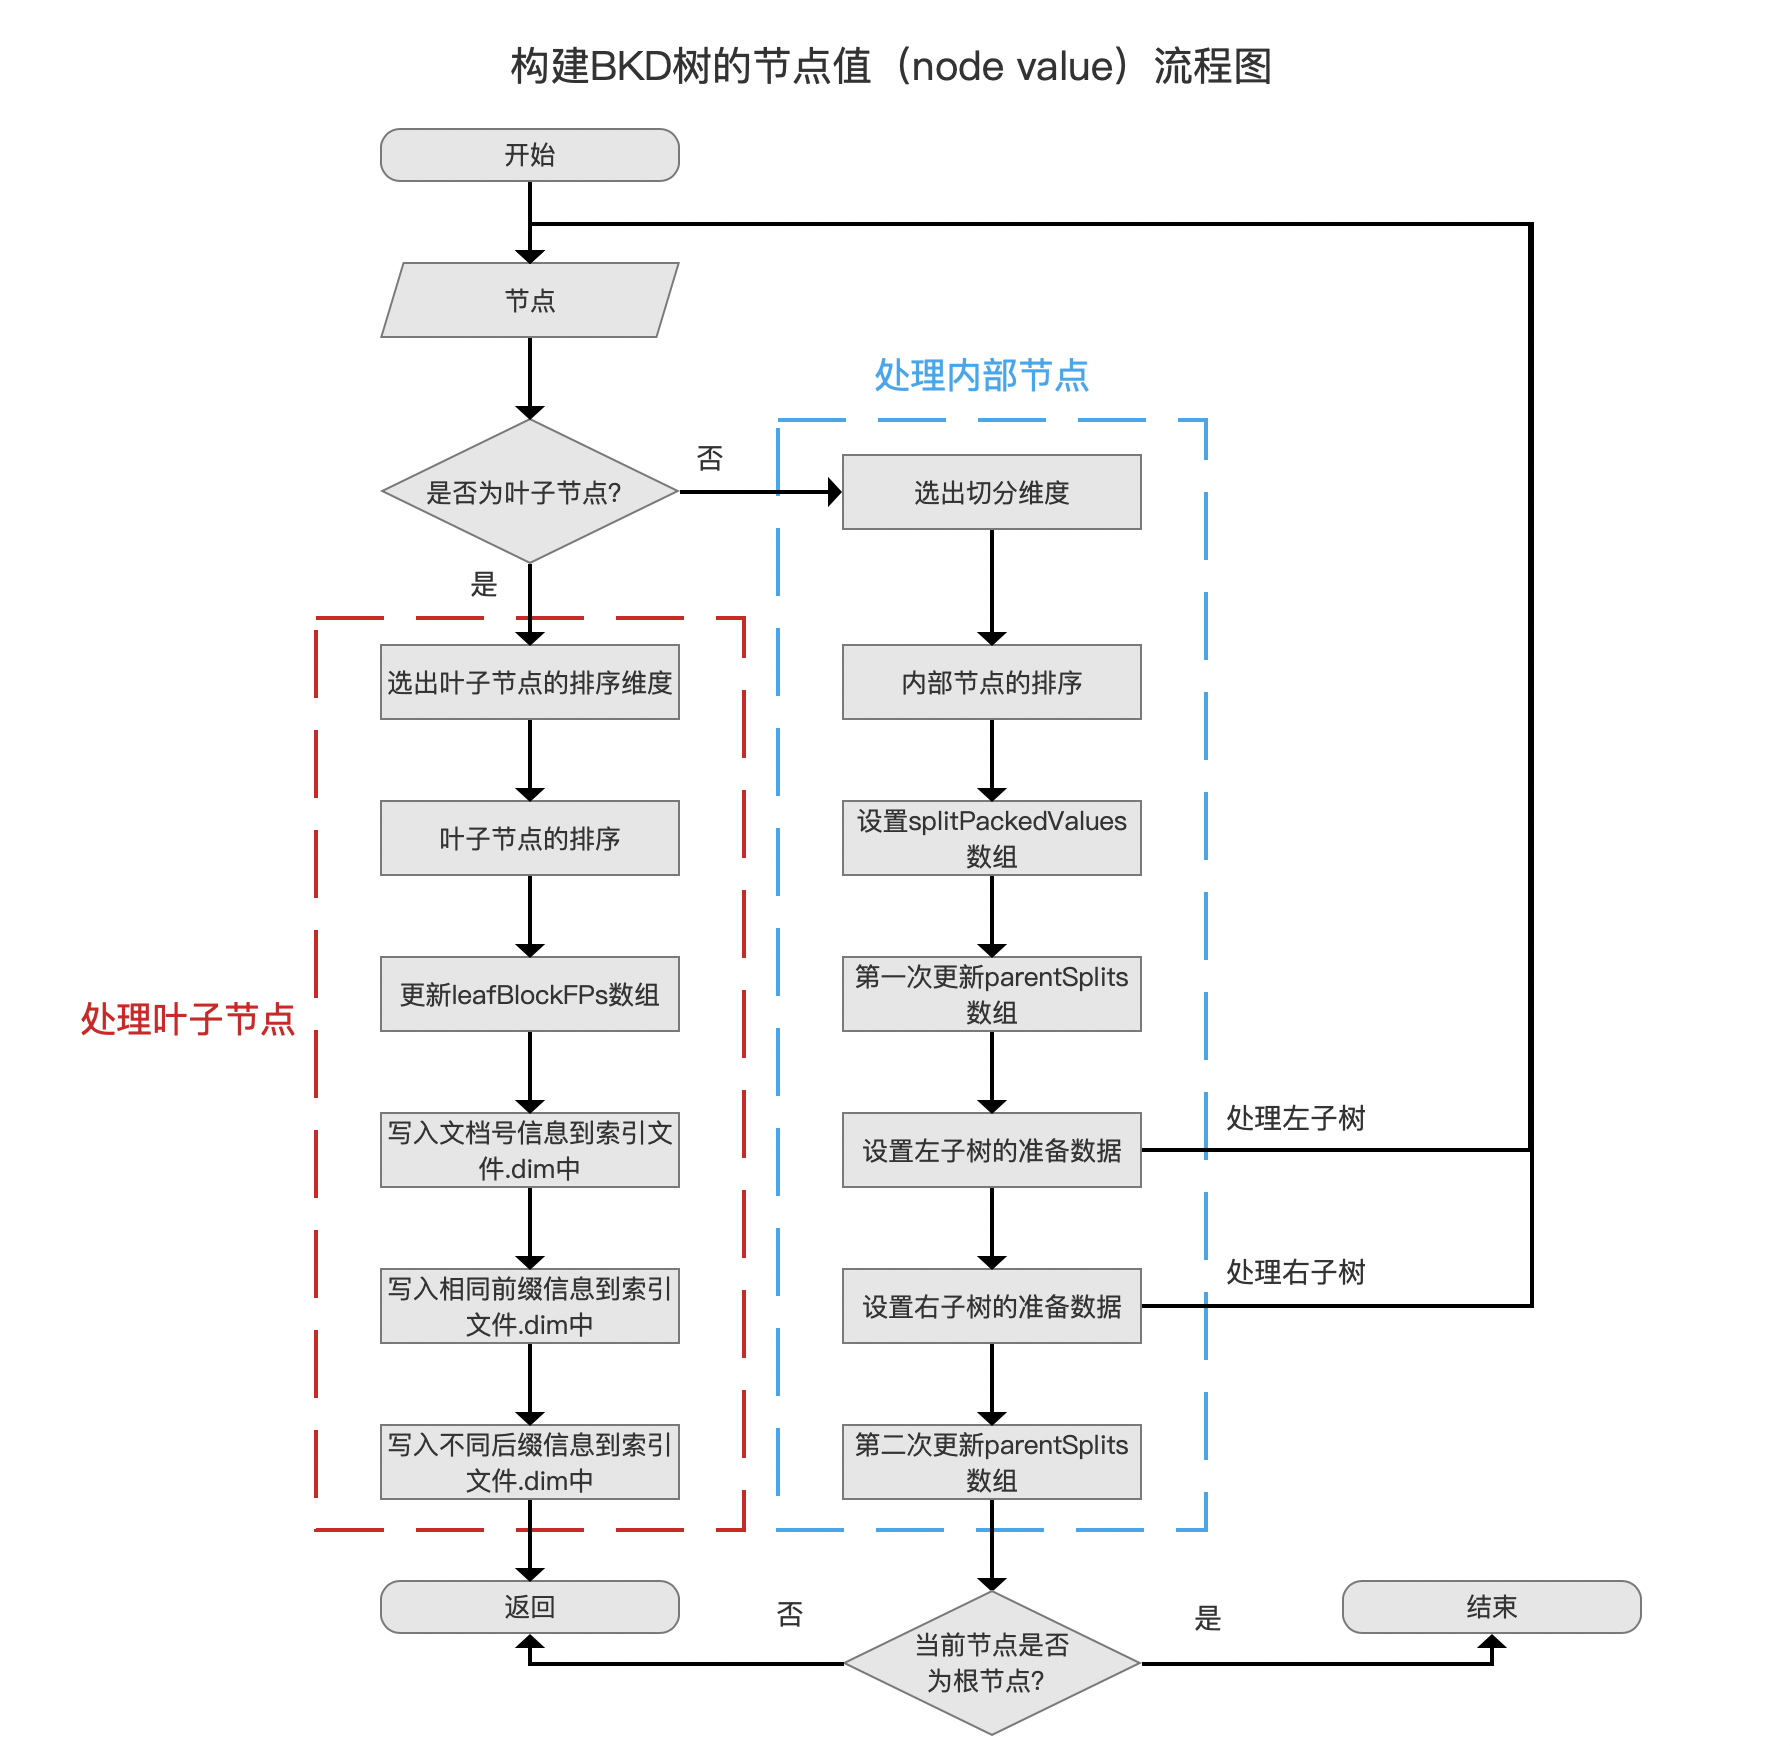 构建BKD树的节点值（node value）流程图
开始
节点
处理内部节点
是否为叶子节点?
否
是
选出切分维度
选出叶子节点的排序维度
内部节点的排序
叶子节点的排序
设置splitPackedValues
数组
处理叶子节点
更新leafBlockFPs数组
第一次更新parentSplits
数组
写入文档号信息到索引文
件.dim中
设置左子树的准备数据
处理左子树
写入相同前缀信息到索引
文件.dim中
设置右子树的准备数据
处理右子树
写入不同后缀信息到索引
文件.dim中
第二次更新parentSplits
数组
返回
否
当前节点是否
为根节点?
是
结束